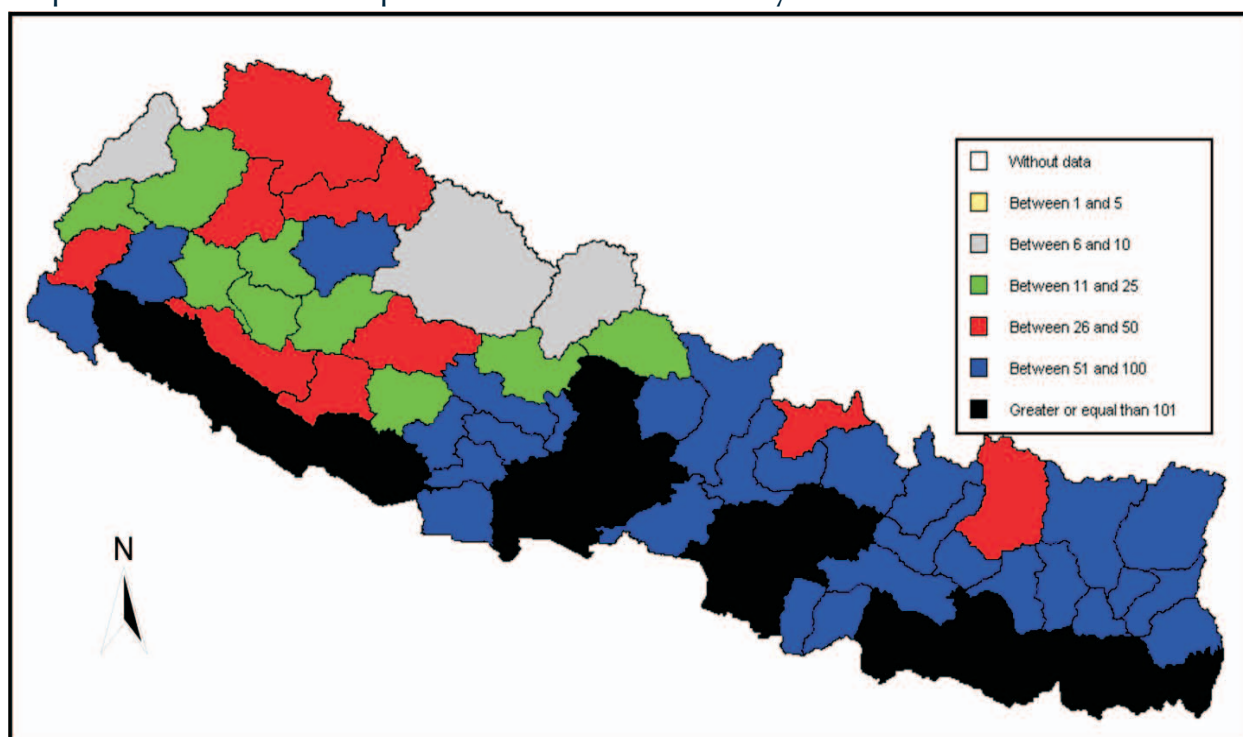 Without data
Between 1 and 5
Between 6 and 10
Between 11 and 25
Between 26 and 50
Between 51 and 100
Greater or equal than 101
N